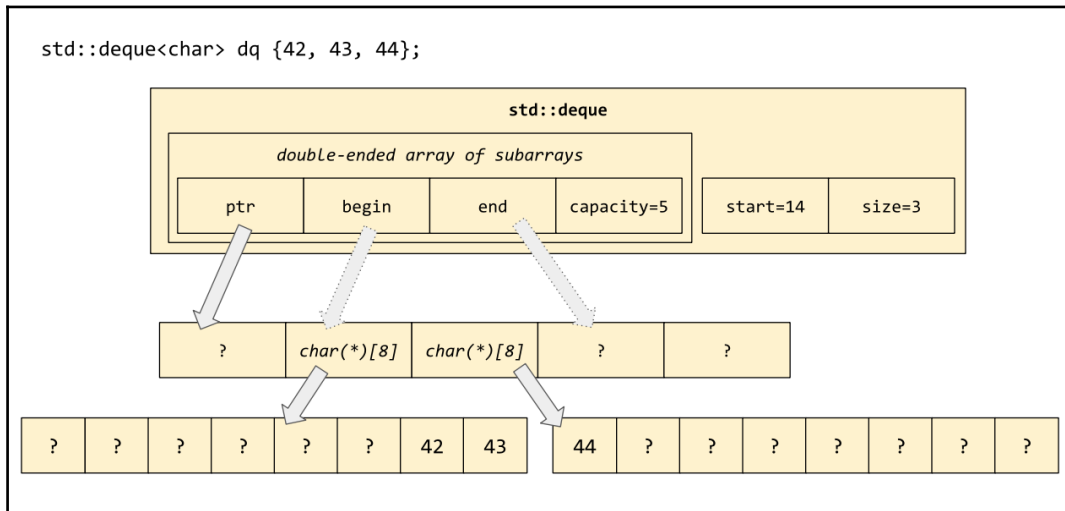 std::deque<char> dq {42, 43, 44};
std::deque
double-ended array of subarrays
ptr begin end capacity=5 start=14 size=3
? char(*)[8] char(*)[8] ? ?
? ? ? ? ? ? 42 43 44 ? ? ? ? ? ? ?